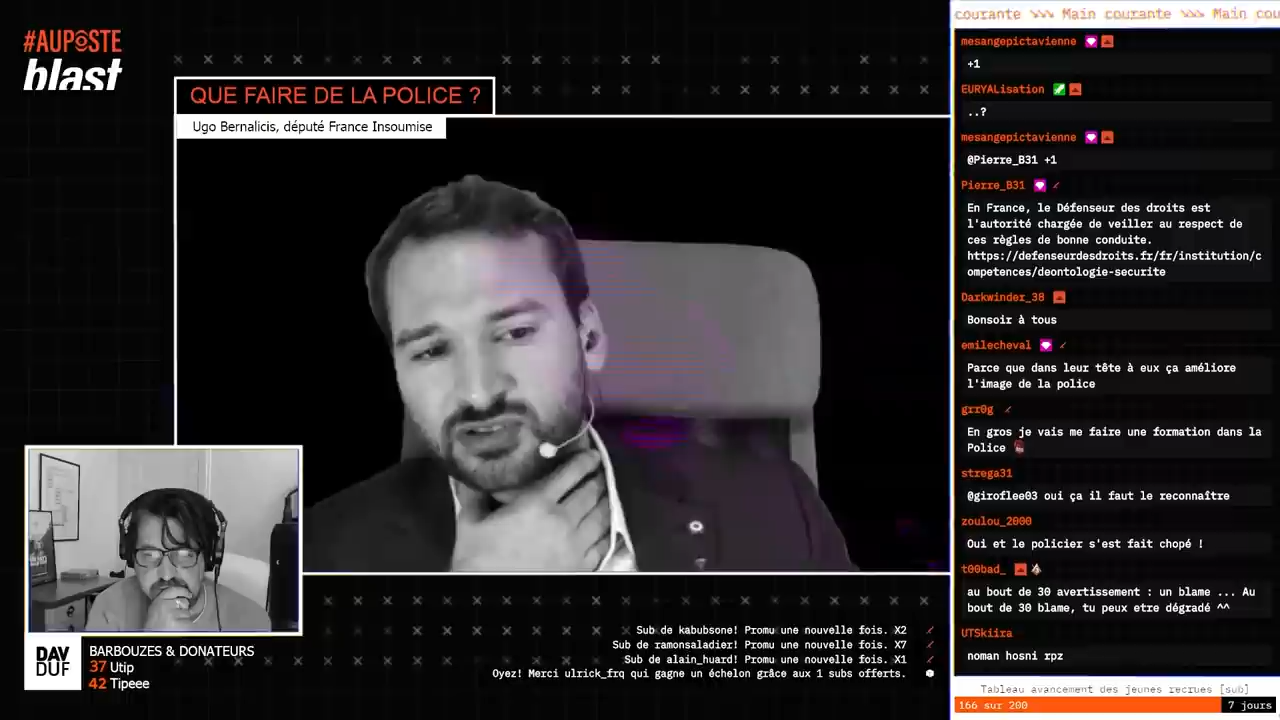 #AUPOSTE
blast
QUE FAIRE DE LA POLICE ?
Ugo Bernalicis, député France Insoumise
DAV
DUF
BARBOUZES & DONATEURS
37 Utip
42 Tipeee
Sub de kabubsone! Promu une nouvelle fois. X2
Sub de ramonsaladier! Promu une nouvelle fois. X7
Sub de alain_huard! Promu une nouvelle fois. X1
Oyez! Merci ulrick_frq qui gagne un échelon grâce aux 1 subs offerts.
courante >>> Main courante >>> Main cou
mesangepictavienne
+1
EURYALisation
..?
mesangepictavienne
@Pierre_B31 +1
Pierre_B31
En France, le Défenseur des droits est
l'autorité chargée de veiller au respect de
ces règles de bonne conduite.
https://defenseurdesdroits.fr/fr/institution/c
ompetences/deontologie-securite
Darkwinder_38
Bonsoir à tous
emilecheval
Parce que dans leur tête à eux ça améliore
l'image de la police
grr0g
En gros je vais me faire une formation dans la
Police
strega31
@giroflee03 oui ça il faut le reconnaître
zoulou_2000
Oui et le policier s'est fait chopé !
t00bad_
au bout de 30 avertissement : un blame ... Au
bout de 30 blame, tu peux etre dégradé ^^
UTSkiira
noman hosni rpz
Tableau avancement des jeunes recrues [sub]
166 sur 200
7 jours